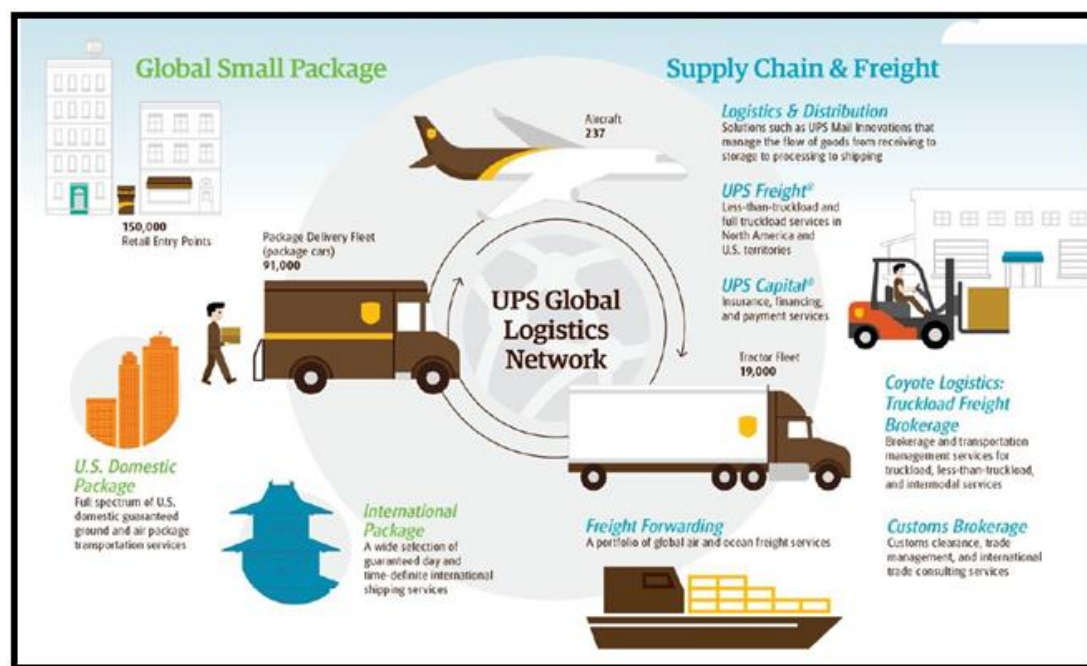 Global Small Package
150,000
Retail Entry Points
Package Delivery Fleet
(package cars)
91,000
Aircraft
237
UPS Global
Logistics
Network
Tractor Fleet
19,000
U.S. Domestic
Package
Full spectrum of U.S.
domestic guaranteed
ground and air package
transportation services
International
Package
A wide selection of
guaranteed day and
time-definite international
shipping services
Supply Chain & Freight
Logistics & Distribution
Solutions such as UPS Mail Innovations that
manage the flow of goods from receiving to
storage to processing to shipping
UPS Freight®
Less-than-truckload and
full truckload services in
North America and
U.S. territories
UPS Capital®
Insurance, financing,
and payment services
Coyote Logistics:
Truckload Freight
Brokerage
Brokerage and transportation
management services for
truckload, less-than-truckload,
and intermodal services
Freight Forwarding
A portfolio of global air and ocean freight services
Customs Brokerage
Customs clearance, trade
management, and international
trade consulting services